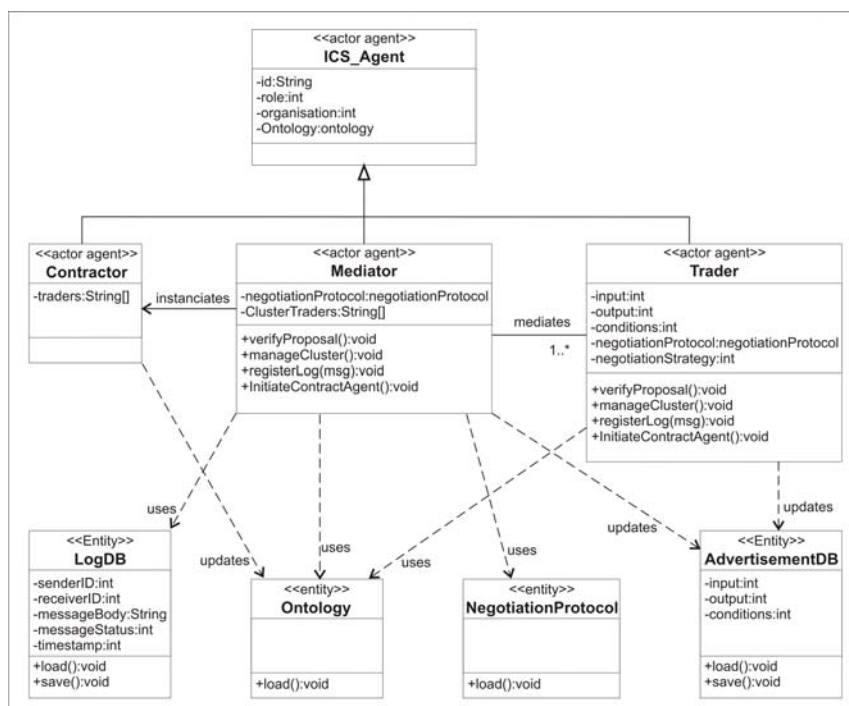 <<actor agent>>
ICS_Agent
-id:String
-role:int
-organisation:int
-Ontology:ontology
<<actor agent>>
Contractor
-traders:String[]
instanciates
<<actor agent>>
Mediator
-negotiationProtocol:negotiationProtocol
-ClusterTraders:String[]
+verifyProposal():void
+manageCluster():void
+registerLog(msg):void
+InitiateContractAgent():void
mediates
1..*
<<actor agent>>
Trader
-input:int
-output:int
-conditions:int
-negotiationProtocol:negotiationProtocol
-negotiationStrategy:int
+verifyProposal():void
+manageCluster():void
+registerLog(msg):void
+InitiateContractAgent():void
uses
updates
uses
uses
uses
updates
updates
<<Entity>>
LogDB
-senderID:int
-receiverID:int
-messageBody:String
-messageStatus:int
-timestamp:int
+load():void
+save():void
<<entity>>
Ontology
+load():void
<<entity>>
NegotiationProtocol
+load():void
<<Entity>>
AdvertisementDB
-input:int
-output:int
-conditions:int
+load():void
+save():void